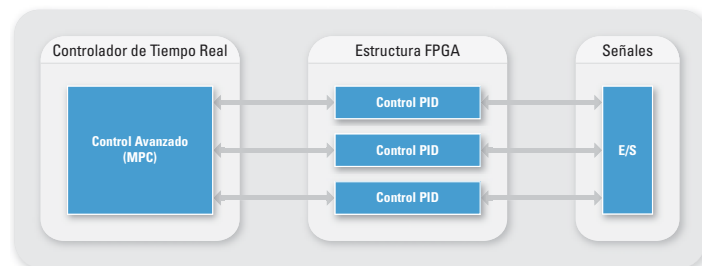 Controlador de Tiempo Real
Estructura FPGA
Señales
Control Avanzado
(MPC)
Control PID
Control PID
Control PID
E/S